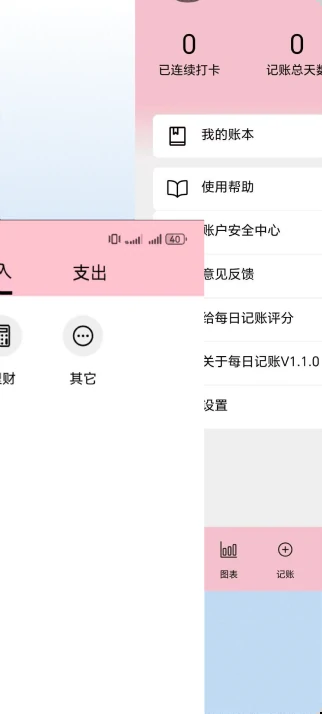 0
0
已连续打卡
记账总天数
我的账本
使用帮助
账户安全中心
40
入
支出
意见反馈
给每日记账评分
财
其它
关于每日记账V1.1.0
设置
图表
记账